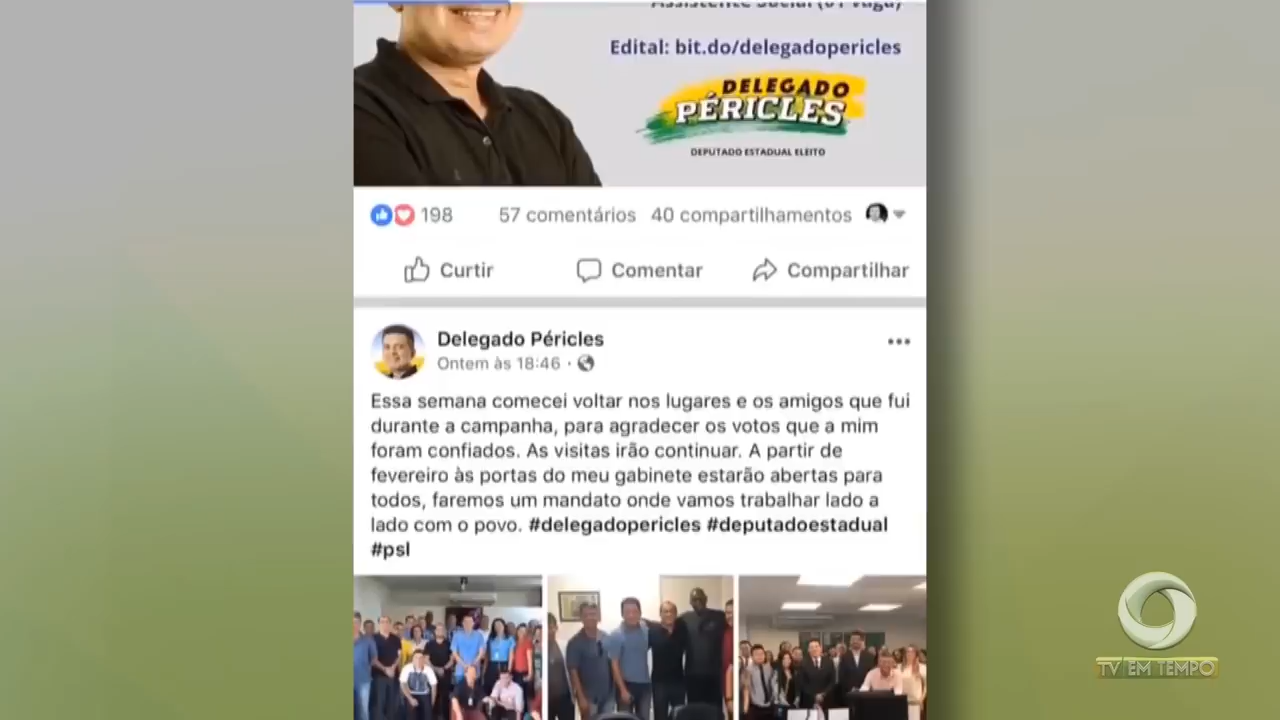 Assistente Social (01 vaga)
Edital: bit.do/delegadopericles
DELEGADO
PÉRICLES
DEPUTADO ESTADUAL ELEITO
198 57 comentários 40 compartilhamentos
Curtir Comentar Compartilhar
Delegado Péricles
Ontem às 18:46
Essa semana comecei voltar nos lugares e os amigos que fui
durante a campanha, para agradecer os votos que a mim
foram confiados. As visitas irão continuar. A partir de
fevereiro às portas do meu gabinete estarão abertas para
todos, faremos um mandato onde vamos trabalhar lado a
lado com o povo. #delegadopericles #deputadoestadual
#psl
TV EM TEMPO